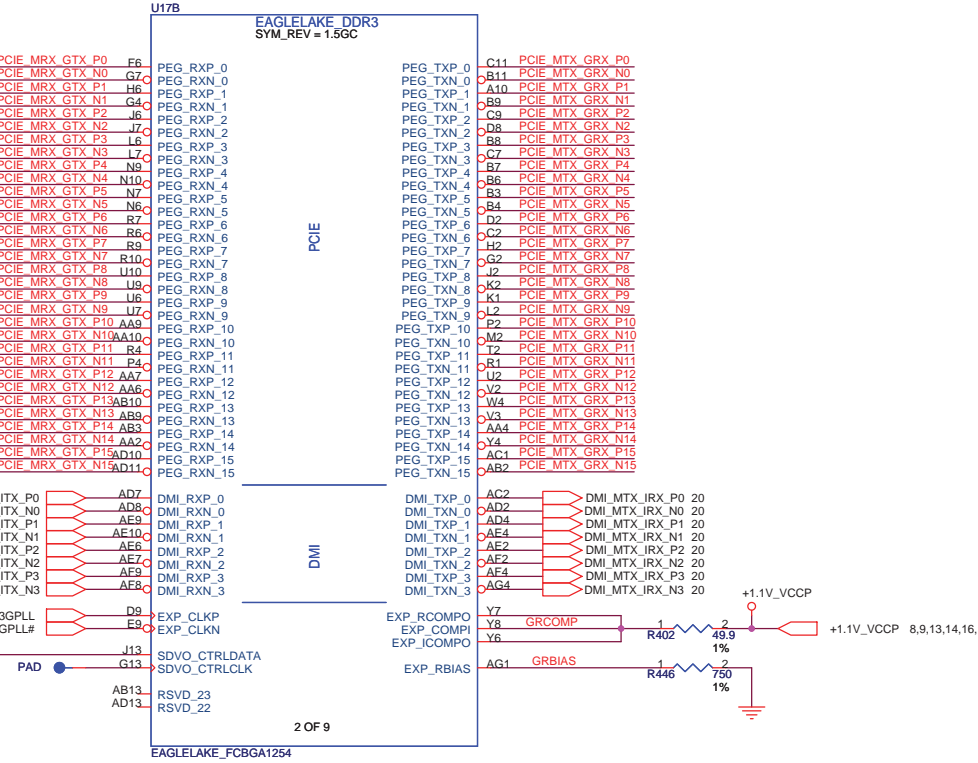 U17B
EAGLELAKE_DDR3
SYM_REV = 1.5GC
PCIE_MRX_GTX_P0 F6 PEG_RXP_0 PEG_TXP_0 C11 PCIE_MTX_GRX_P0
PCIE_MRX_GTX_N0 G7 PEG_RXN_0 PEG_TXN_0 B11 PCIE_MTX_GRX_N0
PCIE_MRX_GTX_P1 H6 PEG_RXP_1 PEG_TXP_1 A10 PCIE_MTX_GRX_P1
PCIE_MRX_GTX_N1 G4 PEG_RXN_1 PEG_TXN_1 B9 PCIE_MTX_GRX_N1
PCIE_MRX_GTX_P2 J6 PEG_RXP_2 PEG_TXP_2 C9 PCIE_MTX_GRX_P2
PCIE_MRX_GTX_N2 J7 PEG_RXN_2 PEG_TXN_2 D8 PCIE_MTX_GRX_N2
PCIE_MRX_GTX_P3 L6 PEG_RXP_3 PEG_TXP_3 B8 PCIE_MTX_GRX_P3
PCIE_MRX_GTX_N3 L7 PEG_RXN_3 PEG_TXN_3 C7 PCIE_MTX_GRX_N3
PCIE_MRX_GTX_P4 N9 PEG_RXP_4 PEG_TXP_4 B7 PCIE_MTX_GRX_P4
PCIE_MRX_GTX_N4 N10 PEG_RXN_4 PEG_TXN_4 B6 PCIE_MTX_GRX_N4
PCIE_MRX_GTX_P5 N7 PEG_RXP_5 PEG_TXP_5 B3 PCIE_MTX_GRX_P5
PCIE_MRX_GTX_N5 N6 PEG_RXN_5 PEG_TXN_5 B4 PCIE_MTX_GRX_N5
PCIE_MRX_GTX_P6 R7 PEG_RXP_6 PEG_TXP_6 D2 PCIE_MTX_GRX_P6
PCIE_MRX_GTX_N6 R6 PEG_RXN_6 PEG_TXN_6 C2 PCIE_MTX_GRX_N6
PCIE_MRX_GTX_P7 R9 PEG_RXP_7 PEG_TXP_7 H2 PCIE_MTX_GRX_P7
PCIE_MRX_GTX_N7 R10 PEG_RXN_7 PEG_TXN_7 G2 PCIE_MTX_GRX_N7
PCIE_MRX_GTX_P8 U10 PEG_RXP_8 PEG_TXP_8 J2 PCIE_MTX_GRX_P8
PCIE_MRX_GTX_N8 U9 PEG_RXN_8 PEG_TXN_8 K2 PCIE_MTX_GRX_N8
PCIE_MRX_GTX_P9 U6 PEG_RXP_9 PEG_TXP_9 K1 PCIE_MTX_GRX_P9
PCIE_MRX_GTX_N9 U7 PEG_RXN_9 PEG_TXN_9 L2 PCIE_MTX_GRX_N9
PCIE_MRX_GTX_P10 AA9 PEG_RXP_10 PEG_TXP_10 P2 PCIE_MTX_GRX_P10
PCIE_MRX_GTX_N10 AA10 PEG_RXN_10 PEG_TXN_10 M2 PCIE_MTX_GRX_N10
PCIE_MRX_GTX_P11 R4 PEG_RXP_11 PEG_TXP_11 T2 PCIE_MTX_GRX_P11
PCIE_MRX_GTX_N11 P4 PEG_RXN_11 PEG_TXN_11 R1 PCIE_MTX_GRX_N11
PCIE_MRX_GTX_P12 AA7 PEG_RXP_12 PEG_TXP_12 U2 PCIE_MTX_GRX_P12
PCIE_MRX_GTX_N12 AA6 PEG_RXN_12 PEG_TXN_12 V2 PCIE_MTX_GRX_N12
PCIE_MRX_GTX_P13 AB10 PEG_RXP_13 PEG_TXP_13 W4 PCIE_MTX_GRX_P13
PCIE_MRX_GTX_N13 AB9 PEG_RXN_13 PEG_TXN_13 V3 PCIE_MTX_GRX_N13
PCIE_MRX_GTX_P14 AB3 PEG_RXP_14 PEG_TXP_14 AA4 PCIE_MTX_GRX_P14
PCIE_MRX_GTX_N14 AA2 PEG_RXN_14 PEG_TXN_14 Y4 PCIE_MTX_GRX_N14
PCIE_MRX_GTX_P15 AD10 PEG_RXP_15 PEG_TXP_15 AC1 PCIE_MTX_GRX_P15
PCIE_MRX_GTX_N15 AD11 PEG_RXN_15 PEG_TXN_15 AB2 PCIE_MTX_GRX_N15
PCIE
ITX_P0 AD7 DMI_RXP_0 DMI_TXP_0 AC2 DMI_MTX_IRX_P0 20
ITX_N0 AD8 DMI_RXN_0 DMI_TXN_0 AD2 DMI_MTX_IRX_N0 20
ITX_P1 AE9 DMI_RXP_1 DMI_TXP_1 AD4 DMI_MTX_IRX_P1 20
ITX_N1 AE10 DMI_RXN_1 DMI_TXN_1 AE4 DMI_MTX_IRX_N1 20
ITX_P2 AE6 DMI_RXP_2 DMI_TXP_2 AE2 DMI_MTX_IRX_P2 20
ITX_N2 AE7 DMI_RXN_2 DMI_TXN_2 AF2 DMI_MTX_IRX_N2 20
ITX_P3 AF9 DMI_RXP_3 DMI_TXP_3 AF4 DMI_MTX_IRX_P3 20
ITX_N3 AF8 DMI_RXN_3 DMI_TXN_3 AG4 DMI_MTX_IRX_N3 20
DMI
+1.1V_VCCP
3GPLL D9 EXP_CLKP EXP_RCOMPO Y7
GPLL# E9 EXP_CLKN EXP_COMPI Y8 GRCOMP 1 R402 2 49.9 1% +1.1V_VCCP 8,9,13,14,16,
EXP_ICOMPO Y6
J13 SDVO_CTRLDATA
PAD G13 SDVO_CTRLCLK EXP_RBIAS AG1 GRBIAS 1 R446 2 750 1%
AB13 RSVD_23
AD13 RSVD_22
2 OF 9
EAGLELAKE_FCBGA1254